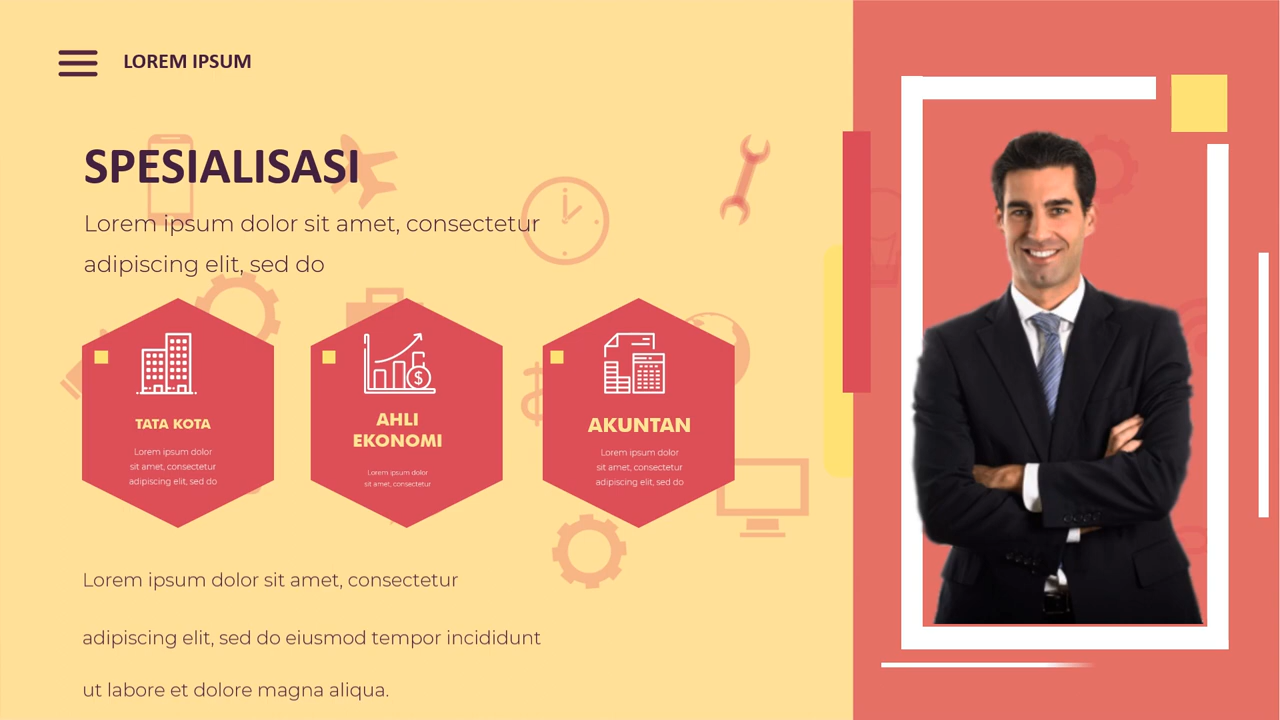 LOREM IPSUM
SPESIALISASI
Lorem ipsum dolor sit amet, consectetur
adipiscing elit, sed do
TATA KOTA
Lorem ipsum dolor
sit amet, consectetur
adipiscing elit, sed do
AHLI
EKONOMI
Lorem ipsum dolor
sit amet, consectetur
AKUNTAN
Lorem ipsum dolor
sit amet, consectetur
adipiscing elit, sed do
Lorem ipsum dolor sit amet, consectetur
adipiscing elit, sed do eiusmod tempor incididunt
ut labore et dolore magna aliqua.